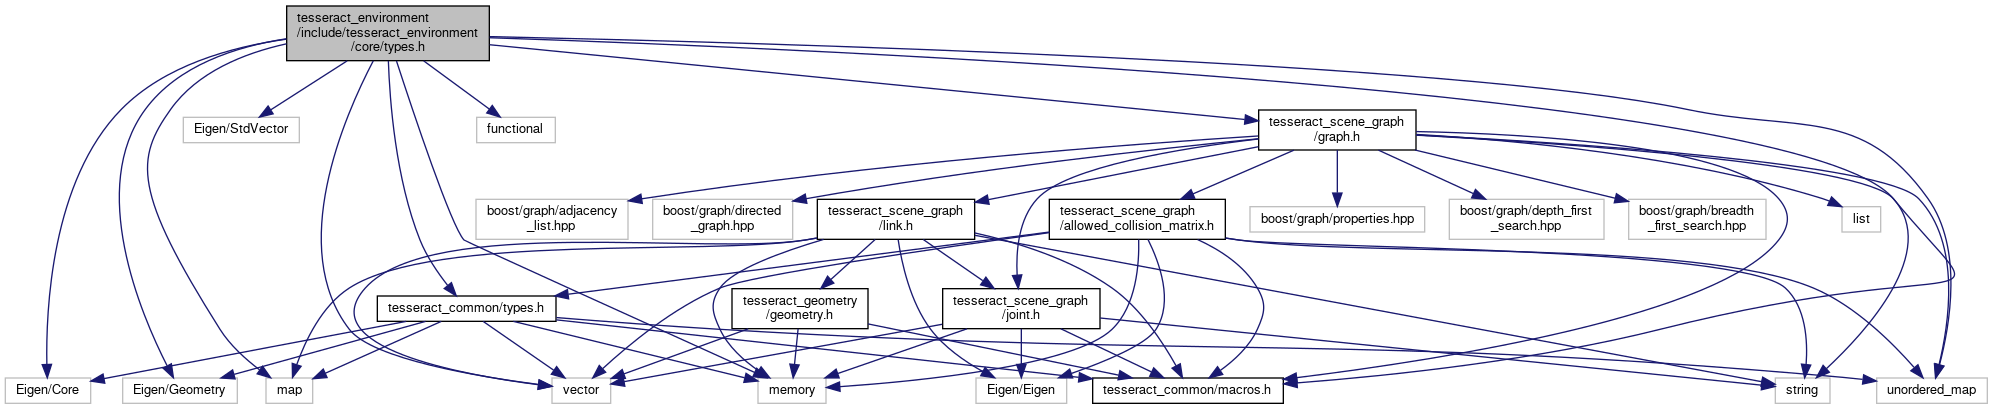 tesseract_environment
/include/tesseract_environment
/core/types.h
Eigen/StdVector
functional
tesseract_scene_graph
/graph.h
boost/graph/adjacency
_list.hpp
boost/graph/directed
_graph.hpp
tesseract_scene_graph
/link.h
tesseract_scene_graph
/allowed_collision_matrix.h
boost/graph/properties.hpp
boost/graph/depth_first
_search.hpp
boost/graph/breadth
_first_search.hpp
list
tesseract_common/types.h
tesseract_geometry
/geometry.h
tesseract_scene_graph
/joint.h
Eigen/Core
Eigen/Geometry
map
vector
memory
Eigen/Eigen
tesseract_common/macros.h
string
unordered_map